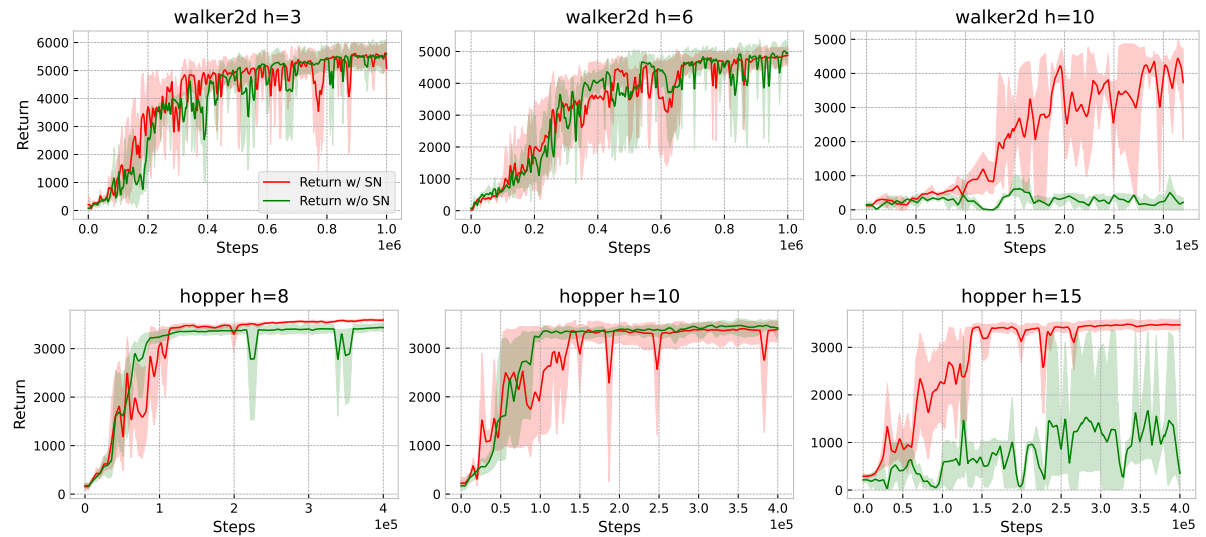 walker2d h=3
walker2d h=6
walker2d h=10
Return
6000
5000
4000
3000
2000
1000
0
Return w/ SN
Return w/o SN
0.0 0.2 0.4 0.6 0.8 1.0
1e6
Steps
5000
4000
3000
2000
1000
0
0.0 0.2 0.4 0.6 0.8 1.0
1e6
Steps
5000
4000
3000
2000
1000
0
0.0 0.5 1.0 1.5 2.0 2.5 3.0
1e5
Steps
hopper h=8
hopper h=10
hopper h=15
Return
3000
2000
1000
0
0 1 2 3 4
1e5
Steps
3000
2000
1000
0
0.0 0.5 1.0 1.5 2.0 2.5 3.0 3.5 4.0
1e5
Steps
3000
2000
1000
0
0.0 0.5 1.0 1.5 2.0 2.5 3.0 3.5 4.0
1e5
Steps